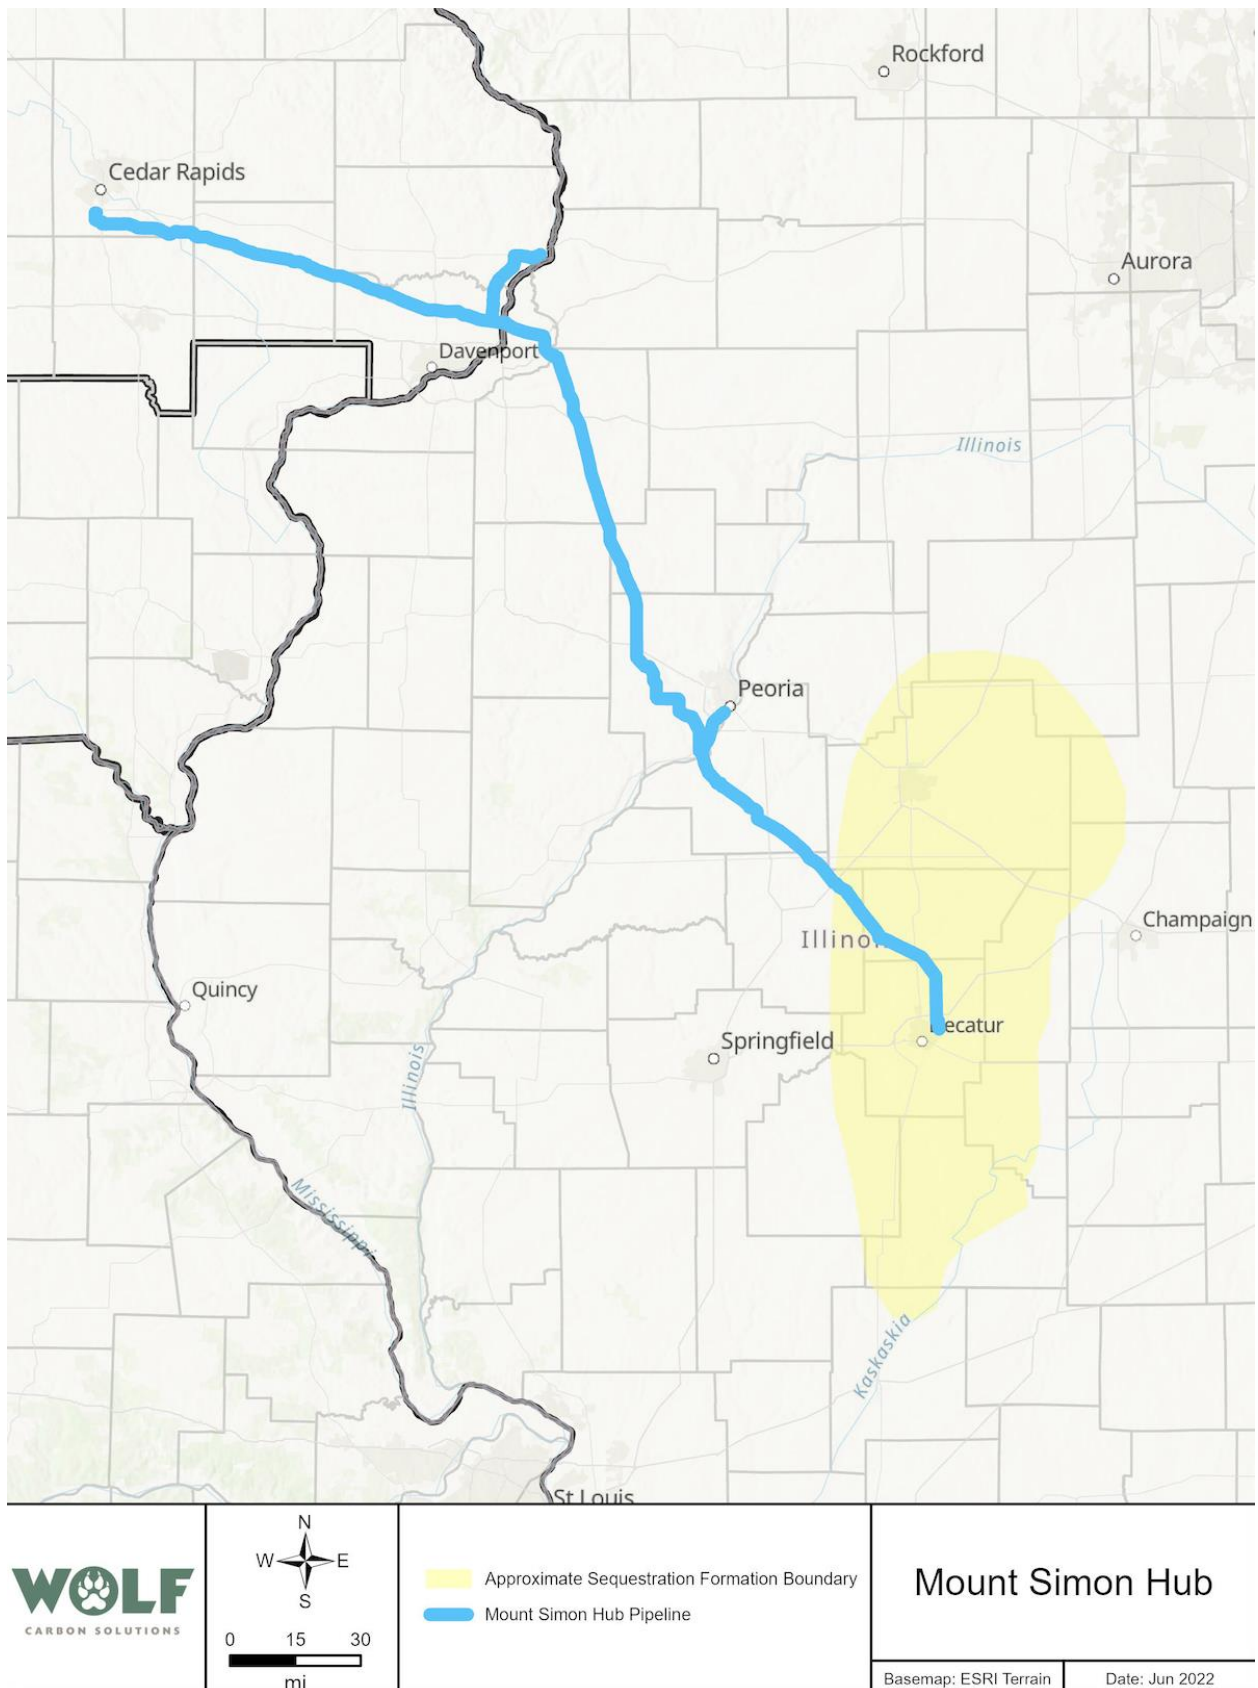 Rockford
Cedar Rapids
Aurora
Davenport
Illinois
Peoria
Champaign
Illinoi
Quincy
Springfield
Decatur
Illinois
Mississippi
Kaskaskia
St Louis
WOLF
CARBON SOLUTIONS
N
W E
S
0 15 30
mi
Approximate Sequestration Formation Boundary
Mount Simon Hub Pipeline
Mount Simon Hub
Basemap: ESRI Terrain
Date: Jun 2022